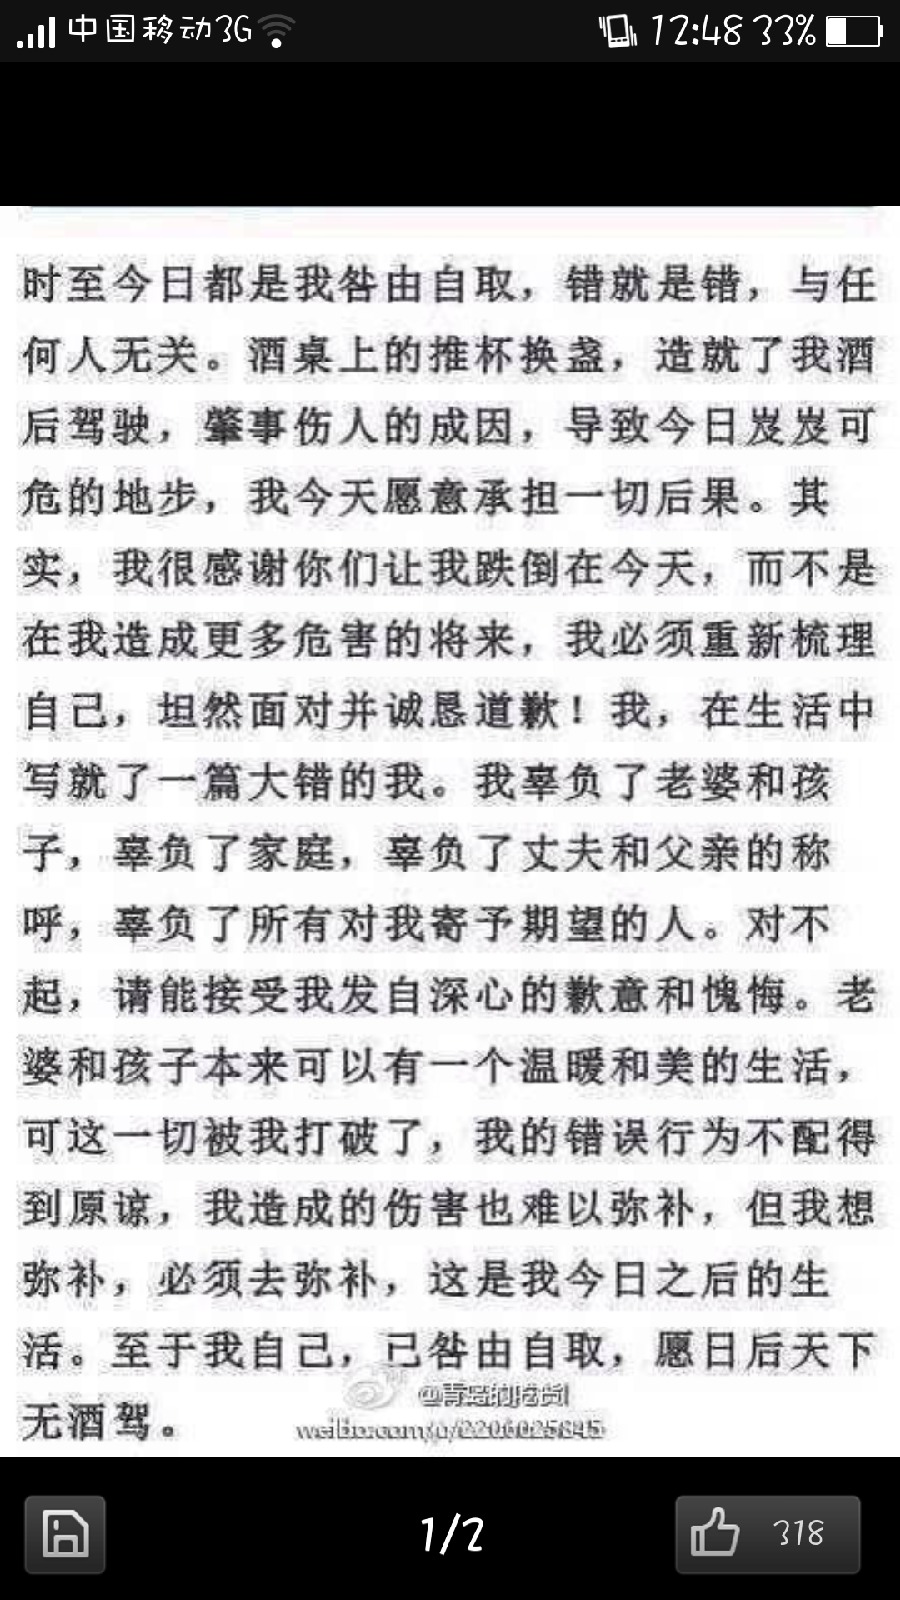 中国移动3G 12:48 33%
时至今日都是我咎由自取，错就是错，与任
何人无关。酒桌上的推杯换盏，造就了我酒
后驾驶，肇事伤人的成因，导致今日岌岌可
危的地步，我今天愿意承担一切后果。其
实，我很感谢你们让我跌倒在今天，而不是
在我造成更多危害的将来，我必须重新梳理
自己，坦然面对并诚恳道歉！我，在生活中
写就了一篇大错的我。我辜负了老婆和孩
子，辜负了家庭，辜负了丈夫和父亲的称
呼，辜负了所有对我寄予期望的人。对不
起，请能接受我发自深心的歉意和愧悔。老
婆和孩子本来可以有一个温暖和美的生活，
可这一切被我打破了，我的错误行为不配得
到原谅，我造成的伤害也难以弥补，但我想
弥补，必须去弥补，这是我今日之后的生
活。至于我自己，已咎由自取，愿日后天下
无酒驾。
@青岛的吃货
weibo.com/u/2206025845
1/2 318